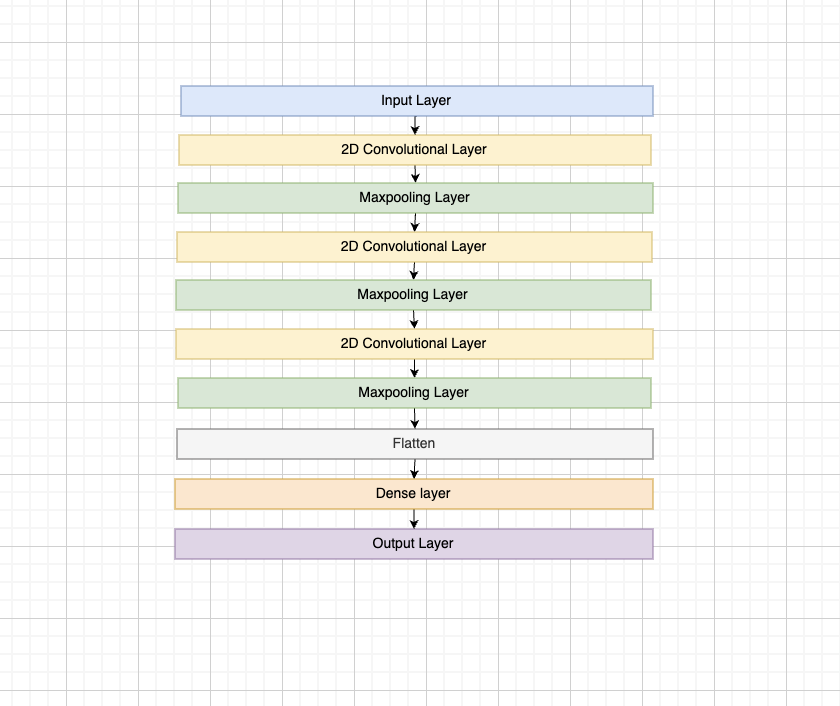 Input Layer
2D Convolutional Layer
Maxpooling Layer
2D Convolutional Layer
Maxpooling Layer
2D Convolutional Layer
Maxpooling Layer
Flatten
Dense layer
Output Layer